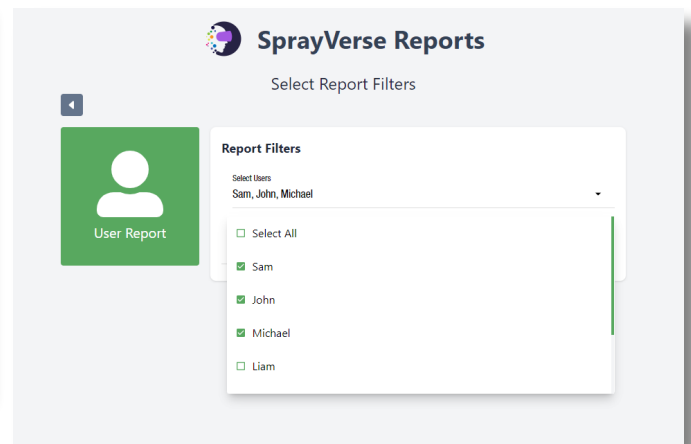 SprayVerse Reports
Select Report Filters
User Report
Report Filters
Select Users
Sam, John, Michael
Select All
Sam
John
Michael
Liam